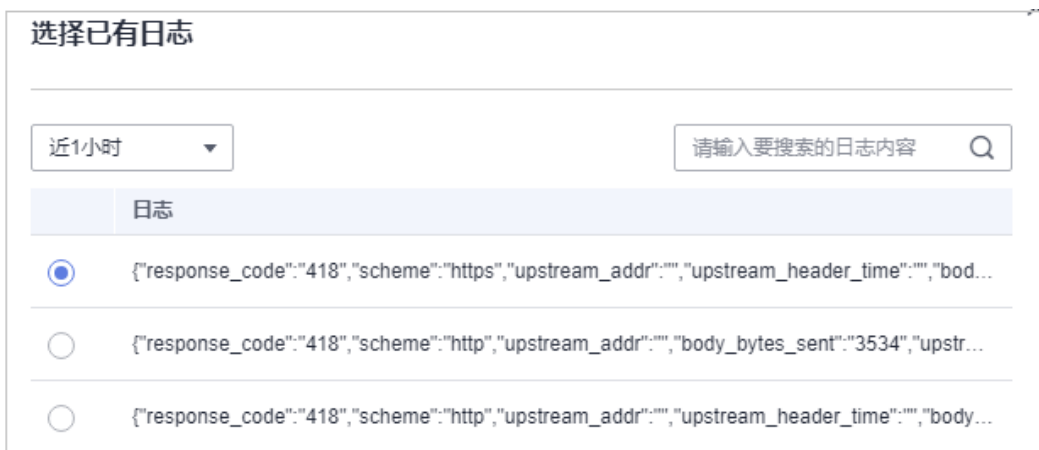 选择已有日志
近1小时
请输入要搜索的日志内容
日志
{"response_code":"418","scheme":"https","upstream_addr":"","upstream_header_time":"","bod...
{"response_code":"418","scheme":"http","upstream_addr":"","body_bytes_sent":"3534","upstr...
{"response_code":"418","scheme":"http","upstream_addr":"","upstream_header_time":"","body...